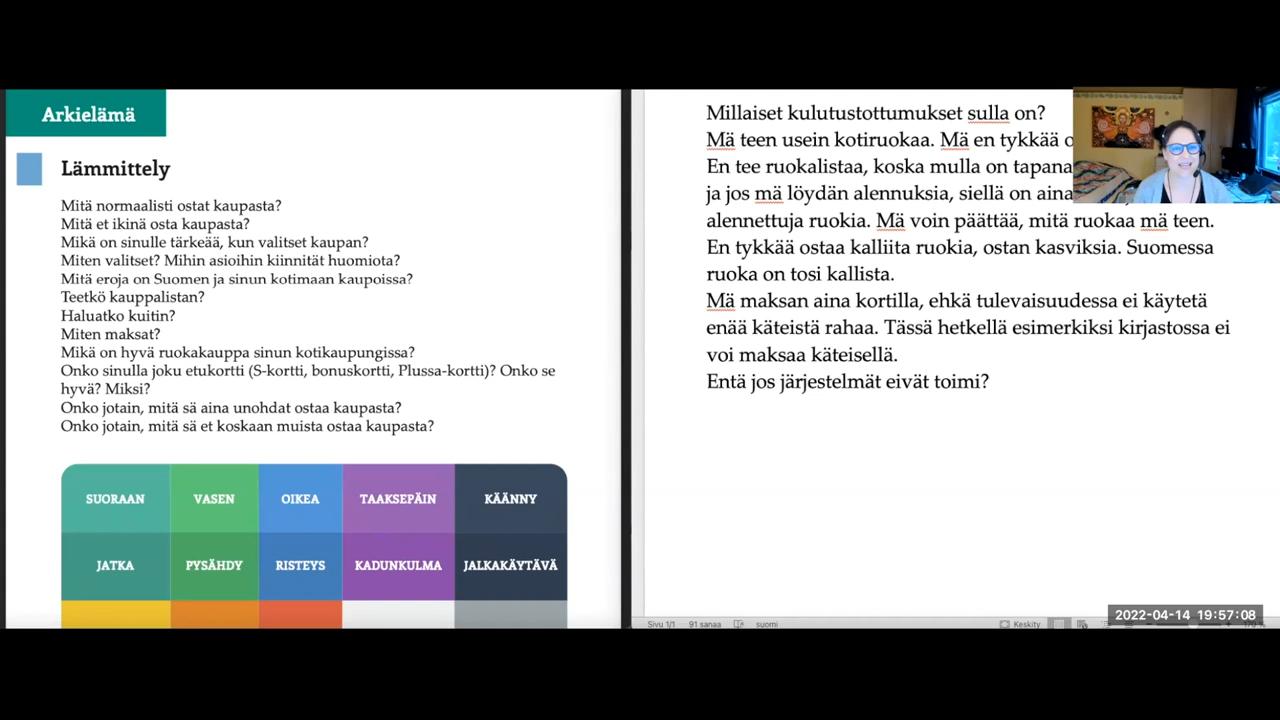 Arkielämä
Lämmittely
Mitä normaalisti ostat kaupasta?
Mitä et ikinä osta kaupasta?
Mikä on sinulle tärkeää, kun valitset kaupan?
Miten valitset? Mihin asioihin kiinnität huomiota?
Mitä eroja on Suomen ja sinun kotimaan kaupoissa?
Teetkö kauppalistan?
Haluatko kuitin?
Miten maksat?
Mikä on hyvä ruokakauppa sinun kotikaupungissa?
Onko sinulla joku etukortti (S-kortti, bonuskortti, Plussa-kortti)? Onko se
hyvä? Miksi?
Onko jotain, mitä sä aina unohdat ostaa kaupasta?
Onko jotain, mitä sä et koskaan muista ostaa kaupasta?
SUORAAN VASEN OIKEA TAAKSEPÄIN KÄÄNNY
JATKA PYSÄHDY RISTEYS KADUNKULMA JALKAKÄYTÄVÄ
Millaiset kulutustottumukset sulla on?
Mä teen usein kotiruokaa. Mä en tykkää
En tee ruokalistaa, koska mulla on tapana
ja jos mä löydän alennuksia, siellä on aina
alennettuja ruokia. Mä voin päättää, mitä ruokaa mä teen.
En tykkää ostaa kalliita ruokia, ostan kasviksia. Suomessa
ruoka on tosi kallista.
Mä maksan aina kortilla, ehkä tulevaisuudessa ei käytetä
enää käteistä rahaa. Tässä hetkellä esimerkiksi kirjastossa ei
voi maksaa käteisellä.
Entä jos järjestelmät eivät toimi?
Sivu 1/1 91 sanaa suomi Keskity
2022-04-14 19:57:08